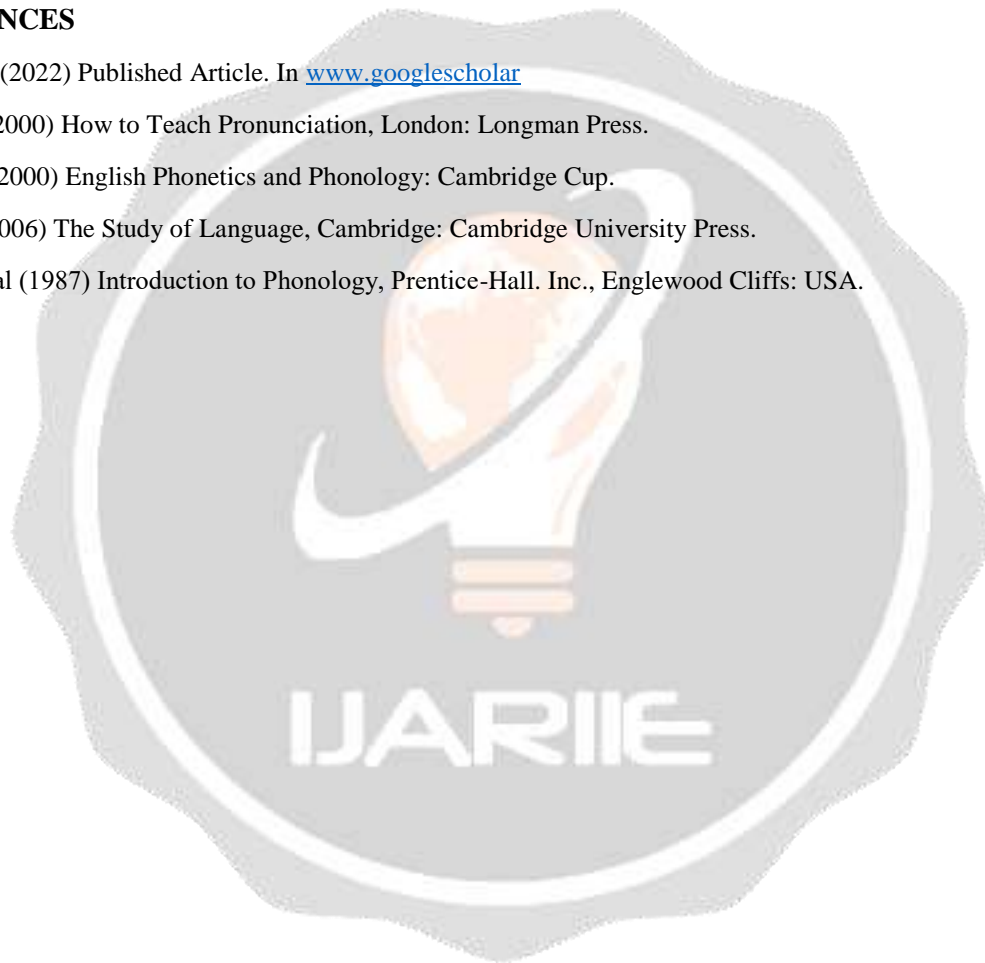 NCES
(2022) Published Article. In www.googlescholar
2000) How to Teach Pronunciation, London: Longman Press.
2000) English Phonetics and Phonology: Cambridge Cup.
006) The Study of Language, Cambridge: Cambridge University Press.
al (1987) Introduction to Phonology, Prentice-Hall. Inc., Englewood Cliffs: USA.
IJARIIE